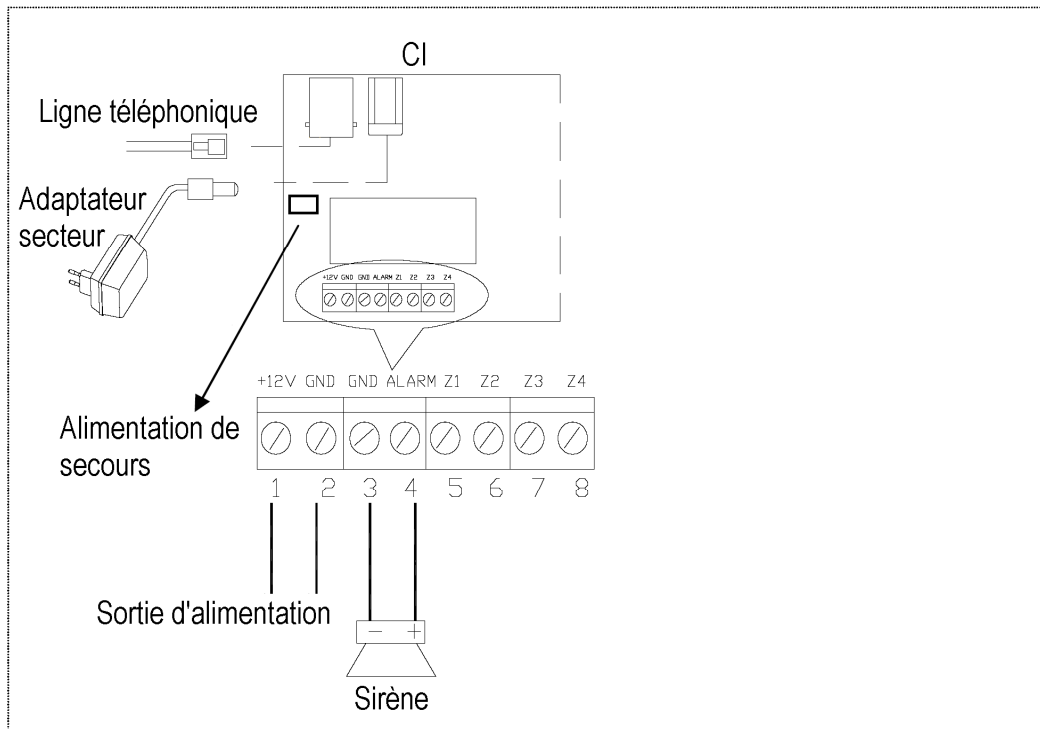 CI
Ligne téléphonique
Adaptateur
secteur
+12V GND GND ALARM Z1 Z2 Z3 Z4
+12V GND GND ALARM Z1 Z2 Z3 Z4
Alimentation de
secours
1 2 3 4 5 6 7 8
Sortie d'alimentation
− +
Sirène